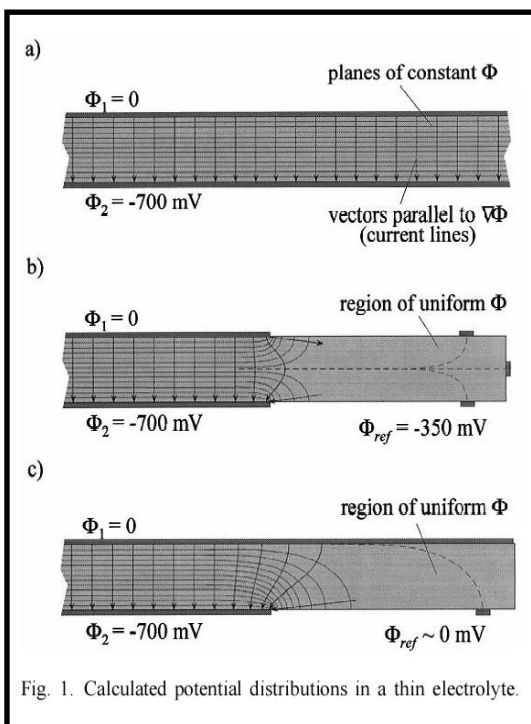 a)
planes of constant Φ
Φ₁ = 0
Φ₂ = -700 mV
vectors parallel to ∇Φ
(current lines)
b)
Φ₁ = 0
region of uniform Φ
Φ₂ = -700 mV
Φref = -350 mV
c)
Φ₁ = 0
region of uniform Φ
Φ₂ = -700 mV
Φref ~ 0 mV
Fig. 1. Calculated potential distributions in a thin electrolyte.